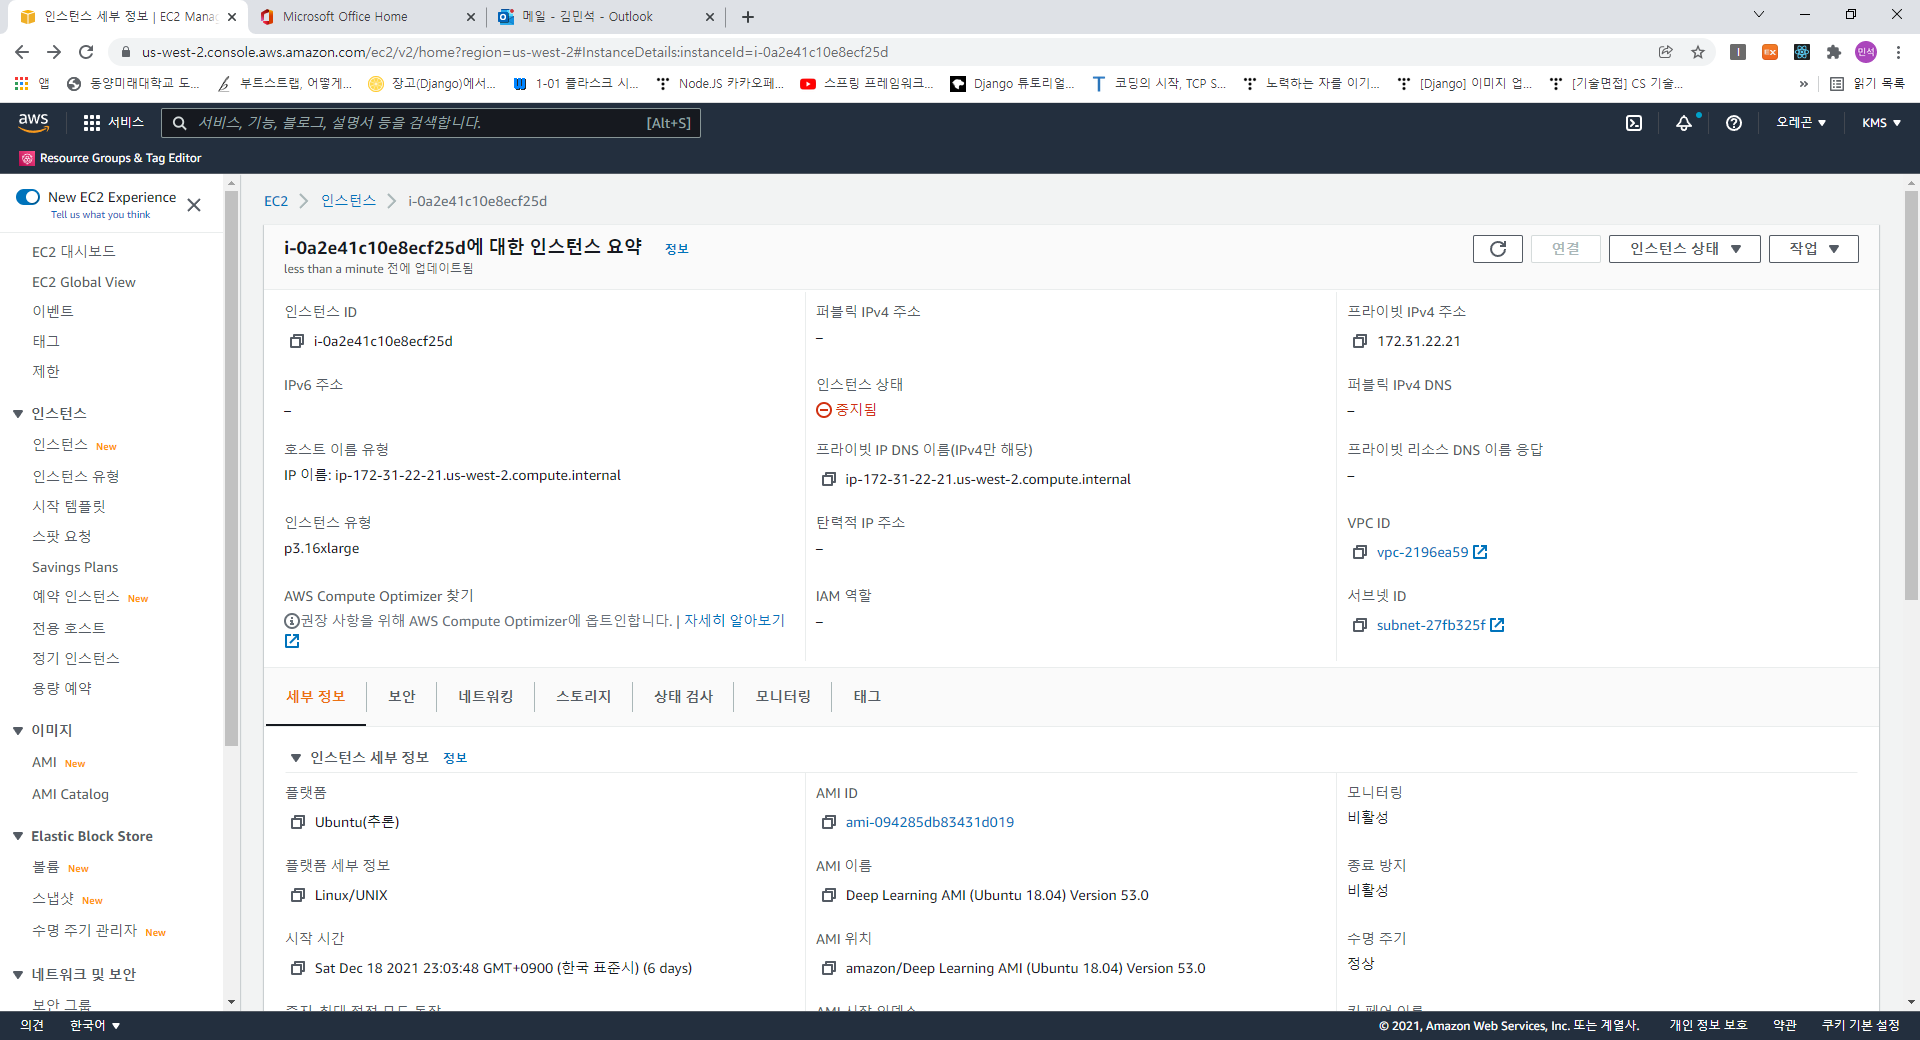 인스턴스 세부 정보 | EC2 Manag
Microsoft Office Home
메일 - 김민석 - Outlook
us-west-2.console.aws.amazon.com/ec2/v2/home?region=us-west-2#InstanceDetails:instanceId=i-0a2e41c10e8ecf25d
민석
앱
동양미래대학교 도...
부트스트랩, 어떻게...
장고(Django)에서...
1-01 플라스크 시...
Node.JS 카카오페...
스프링 프레임워크...
Django 튜토리얼...
코딩의 시작, TCP S...
노력하는 자를 이기...
[Django] 이미지 업...
[기술면접] CS 기술...
»
읽기 목록
aws
서비스
서비스, 기능, 블로그, 설명서 등을 검색합니다.
[Alt+S]
오레곤
KMS
Resource Groups & Tag Editor
New EC2 Experience
Tell us what you think
EC2 대시보드
EC2 Global View
이벤트
태그
제한
인스턴스
인스턴스 New
인스턴스 유형
시작 템플릿
스팟 요청
Savings Plans
예약 인스턴스 New
전용 호스트
정기 인스턴스
용량 예약
이미지
AMI New
AMI Catalog
Elastic Block Store
볼륨 New
스냅샷 New
수명 주기 관리자 New
네트워크 및 보안
보안 그룹
EC2 > 인스턴스 > i-0a2e41c10e8ecf25d
i-0a2e41c10e8ecf25d에 대한 인스턴스 요약 정보
less than a minute 전에 업데이트됨
연결
인스턴스 상태
작업
인스턴스 ID
i-0a2e41c10e8ecf25d
퍼블릭 IPv4 주소
–
프라이빗 IPv4 주소
172.31.22.21
IPv6 주소
–
인스턴스 상태
중지됨
퍼블릭 IPv4 DNS
–
호스트 이름 유형
IP 이름: ip-172-31-22-21.us-west-2.compute.internal
프라이빗 IP DNS 이름(IPv4만 해당)
ip-172-31-22-21.us-west-2.compute.internal
프라이빗 리소스 DNS 이름 응답
–
인스턴스 유형
p3.16xlarge
탄력적 IP 주소
–
VPC ID
vpc-2196ea59
AWS Compute Optimizer 찾기
권장 사항을 위해 AWS Compute Optimizer에 옵트인합니다. | 자세히 알아보기
IAM 역할
–
서브넷 ID
subnet-27fb325f
세부 정보
보안
네트워킹
스토리지
상태 검사
모니터링
태그
인스턴스 세부 정보 정보
플랫폼
Ubuntu(추론)
AMI ID
ami-094285db83431d019
모니터링
비활성
플랫폼 세부 정보
Linux/UNIX
AMI 이름
Deep Learning AMI (Ubuntu 18.04) Version 53.0
종료 방지
비활성
시작 시간
Sat Dec 18 2021 23:03:48 GMT+0900 (한국 표준시) (6 days)
AMI 위치
amazon/Deep Learning AMI (Ubuntu 18.04) Version 53.0
수명 주기
정상
의견
한국어
© 2021, Amazon Web Services, Inc. 또는 계열사.
개인 정보 보호
약관
쿠키 기본 설정